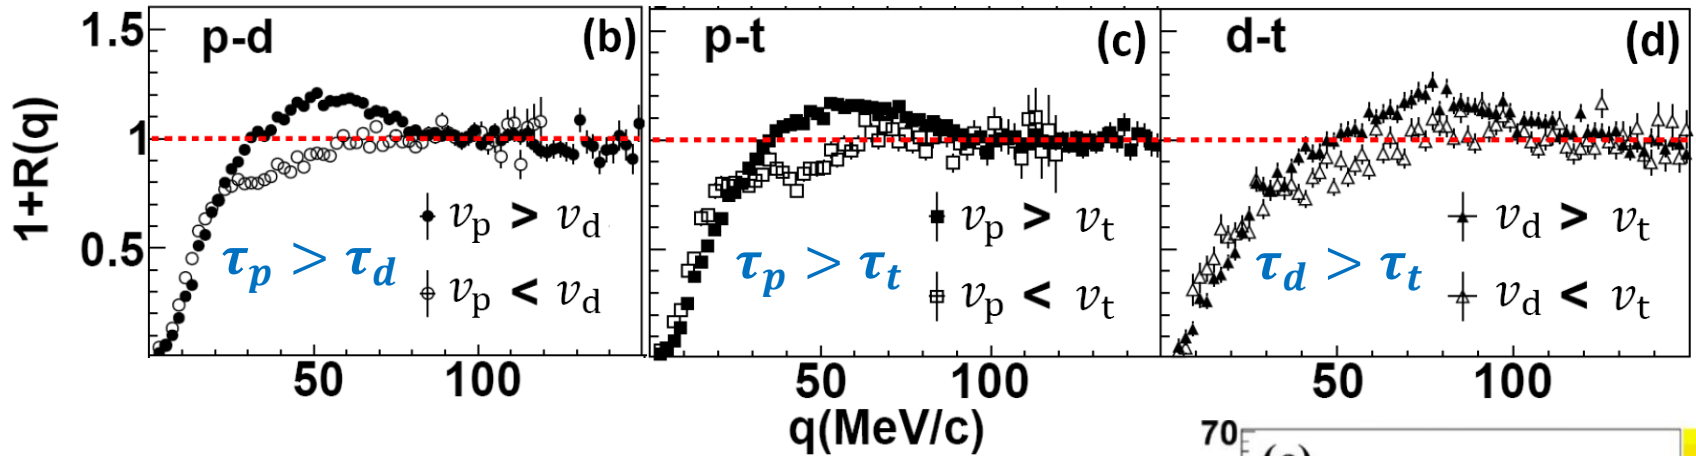 1+R(q)
1.5
1
0.5
p-d
(b)
v_p > v_d
τ_p > τ_d
v_p < v_d
50
100
p-t
(c)
v_p > v_t
τ_p > τ_t
v_p < v_t
50
100
d-t
(d)
v_d > v_t
τ_d > τ_t
v_d < v_t
50
100
q(MeV/c)
70